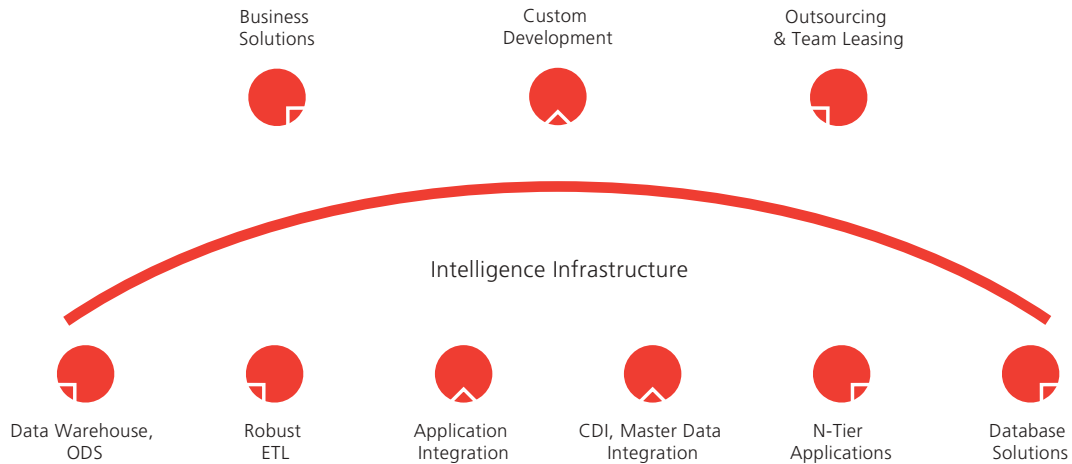 Business
Solutions
Custom
Development
Outsourcing
& Team Leasing
Intelligence Infrastructure
Data Warehouse,
ODS
Robust
ETL
Application
Integration
CDI, Master Data
Integration
N-Tier
Applications
Database
Solutions